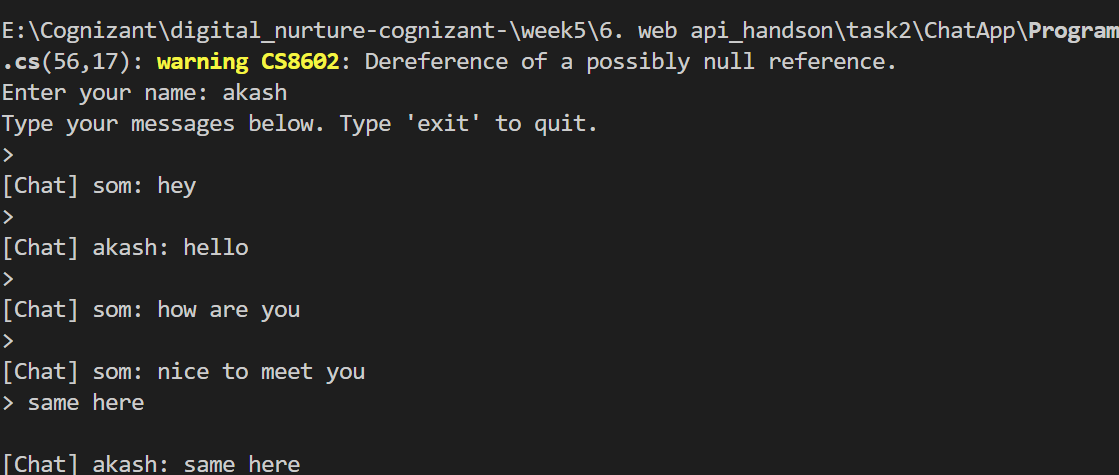 E:\Cognizant\digital_nurture-cognizant-\week5\6. web api_handson\task2\ChatApp\Program
.cs(56,17): warning CS8602: Dereference of a possibly null reference.
Enter your name: akash
Type your messages below. Type 'exit' to quit.
>
[Chat] som: hey
>
[Chat] akash: hello
>
[Chat] som: how are you
>
[Chat] som: nice to meet you
> same here
[Chat] akash: same here